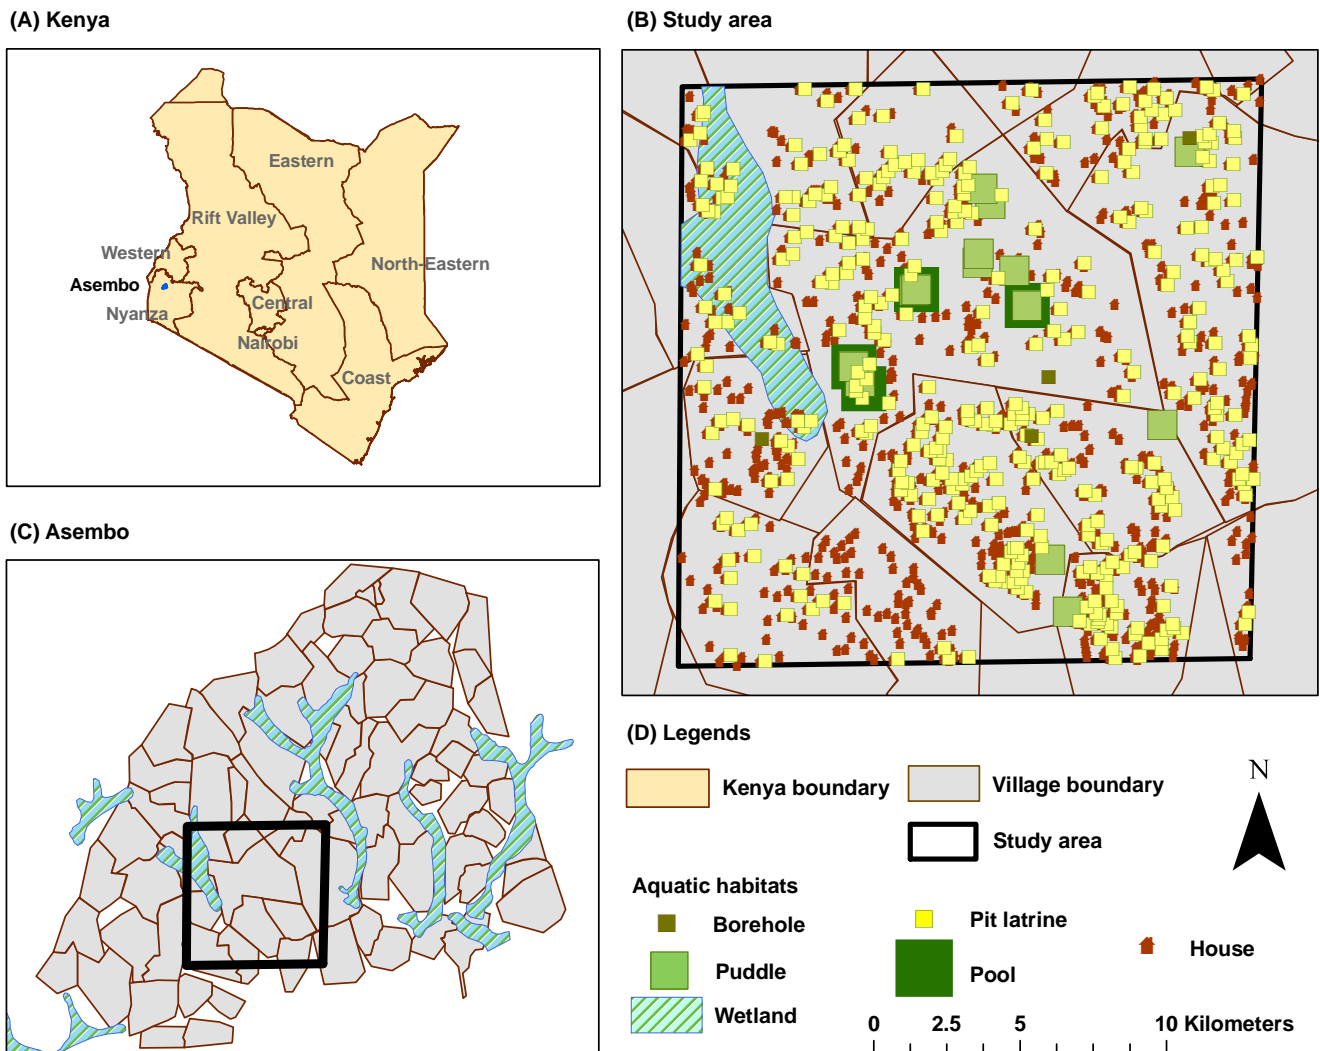 (A) Kenya
Eastern
Rift Valley
Western
North-Eastern
Asembo
Central
Nyanza
Nairobi
Coast
(B) Study area
(C) Asembo
(D) Legends
Kenya boundary
Village boundary
N
Study area
Aquatic habitats
Borehole
Pit latrine
House
Puddle
Pool
Wetland
0 2.5 5 10 Kilometers